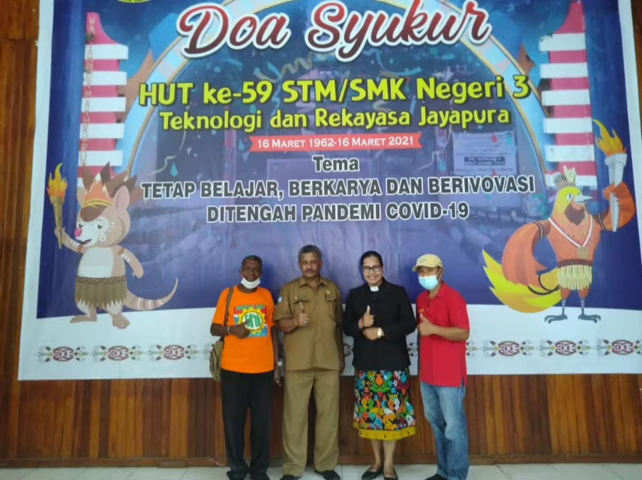 Doa Syukur
HUT ke-59 STM/SMK Negeri 3
Teknologi dan Rekayasa Jayapura
16 MARET 1962-16 MARET 2021
Tema
TETAP BELAJAR, BERKARYA DAN BERIVOVASI
DITENGAH PANDEMI COVID-19